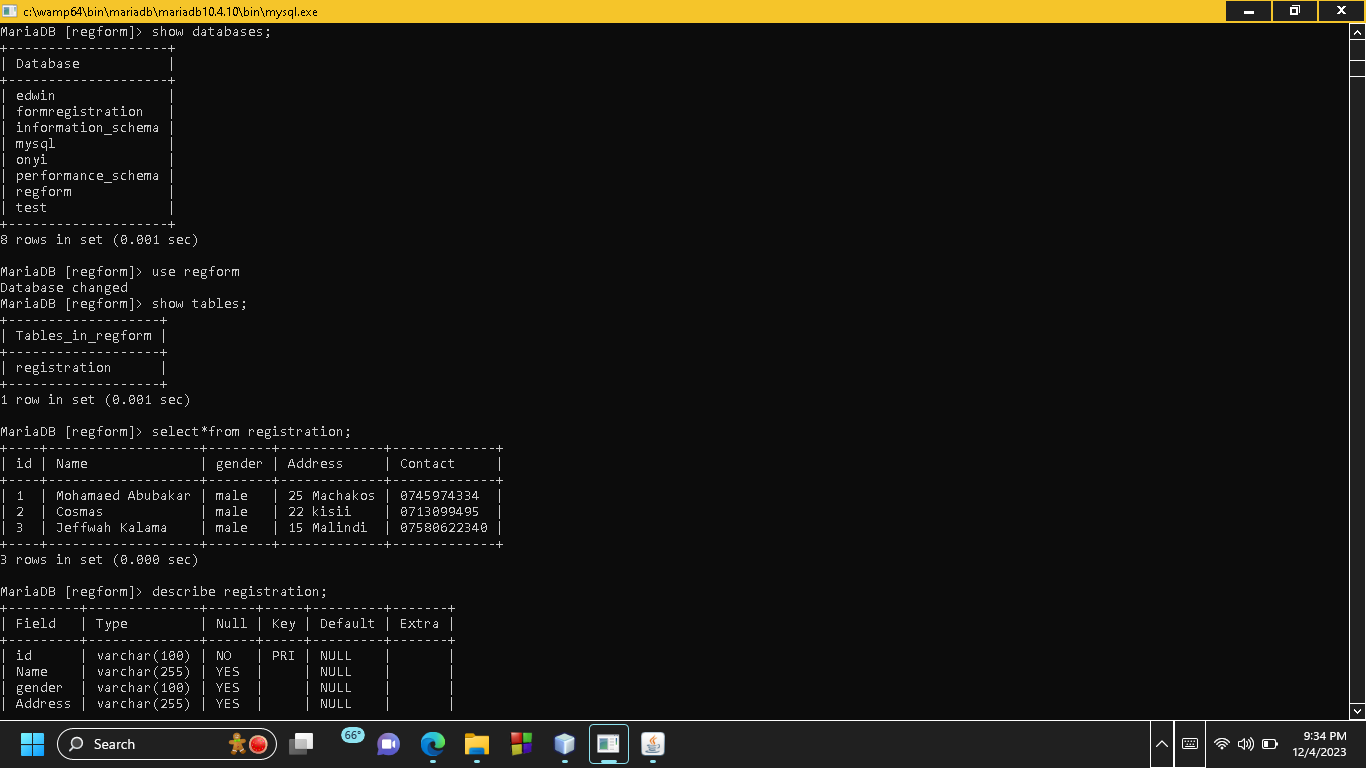 c:\wamp64\bin\mariadb\mariadb10.4.10\bin\mysql.exe
MariaDB [regform]> show databases;
+--------------------+
| Database           |
+--------------------+
| edwin              |
| formregistration   |
| information_schema |
| mysql              |
| onyi               |
| performance_schema |
| regform            |
| test               |
+--------------------+
8 rows in set (0.001 sec)
MariaDB [regform]> use regform
Database changed
MariaDB [regform]> show tables;
+-------------------+
| Tables_in_regform |
+-------------------+
| registration      |
+-------------------+
1 row in set (0.001 sec)
MariaDB [regform]> select*from registration;
+----+-------------------+--------+-------------+-------------+
| id | Name              | gender | Address     | Contact     |
+----+-------------------+--------+-------------+-------------+
| 1  | Mohamaed Abubakar | male   | 25 Machakos | 0745974334  |
| 2  | Cosmas            | male   | 22 kisii    | 0713099495  |
| 3  | Jeffwah Kalama    | male   | 15 Malindi  | 07580622340 |
+----+-------------------+--------+-------------+-------------+
3 rows in set (0.000 sec)
MariaDB [regform]> describe registration;
+---------+--------------+------+-----+---------+-------+
| Field   | Type         | Null | Key | Default | Extra |
+---------+--------------+------+-----+---------+-------+
| id      | varchar(100) | NO   | PRI | NULL    |       |
| Name    | varchar(255) | YES  |     | NULL    |       |
| gender  | varchar(100) | YES  |     | NULL    |       |
| Address | varchar(255) | YES  |     | NULL    |       |
Search
66°
9:34 PM
12/4/2023